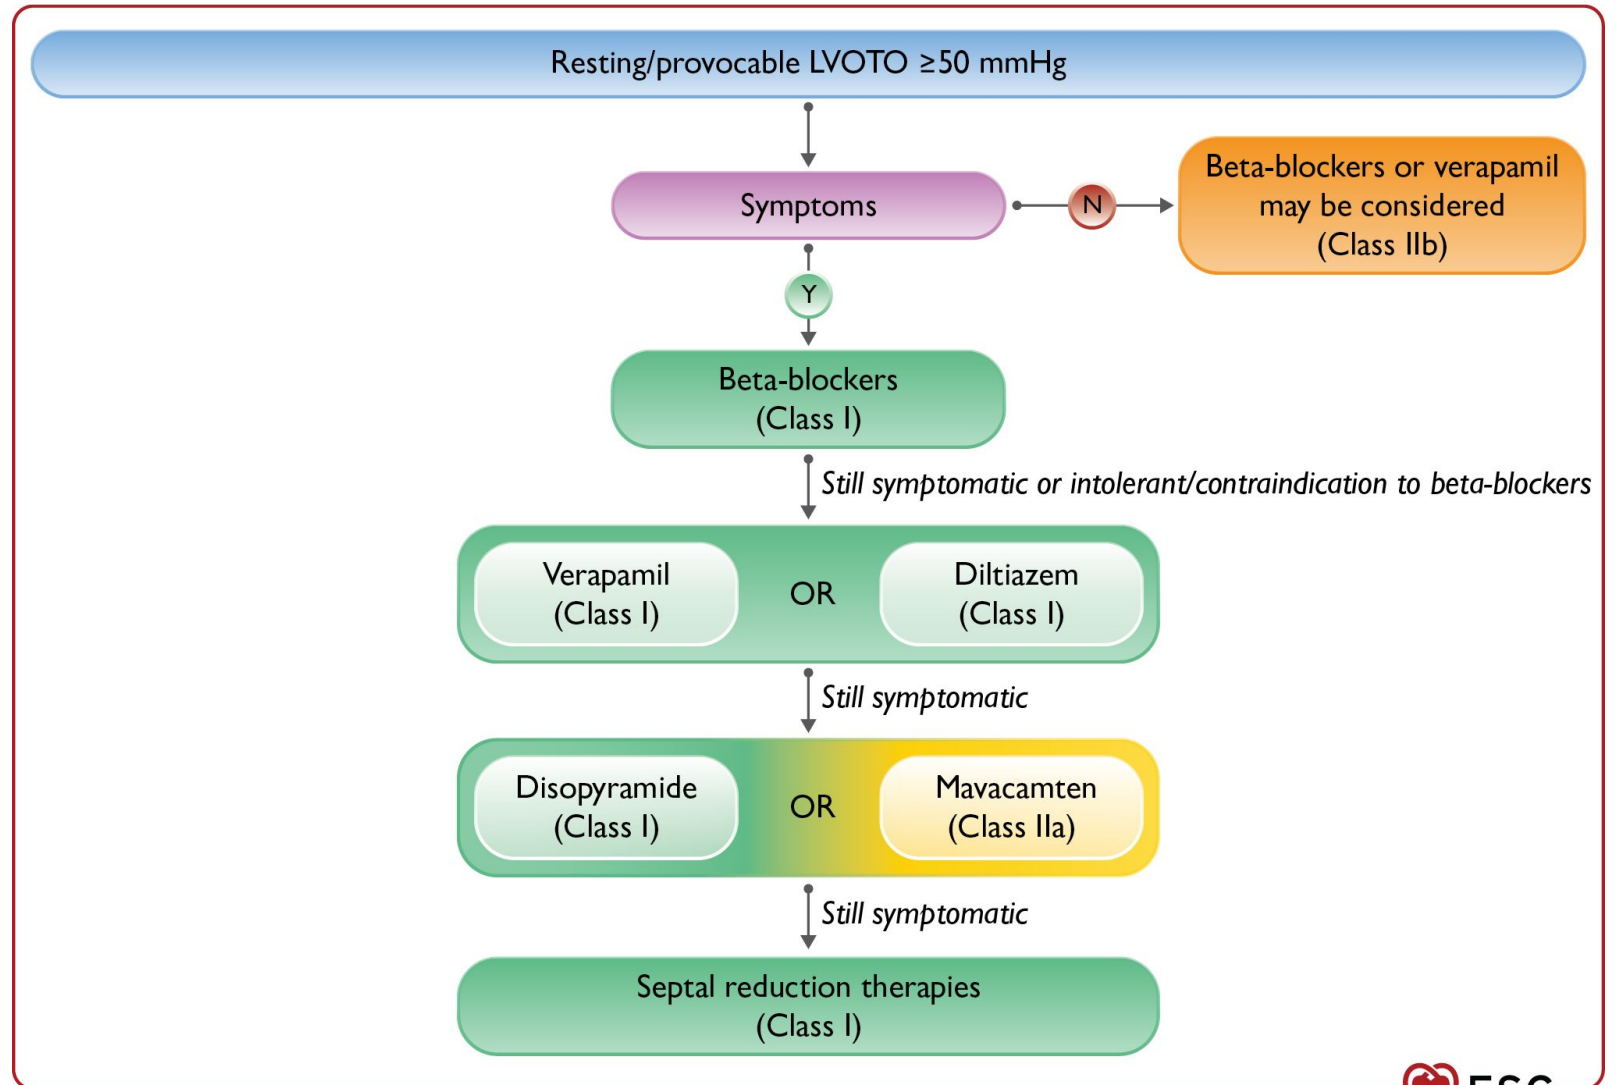 Resting/provocable LVOTO ≥50 mmHg
Symptoms
N
Beta-blockers or verapamil
may be considered
(Class IIb)
Y
Beta-blockers
(Class I)
Still symptomatic or intolerant/contraindication to beta-blockers
Verapamil
(Class I)
OR
Diltiazem
(Class I)
Still symptomatic
Disopyramide
(Class I)
OR
Mavacamten
(Class IIa)
Still symptomatic
Septal reduction therapies
(Class I)
ESC